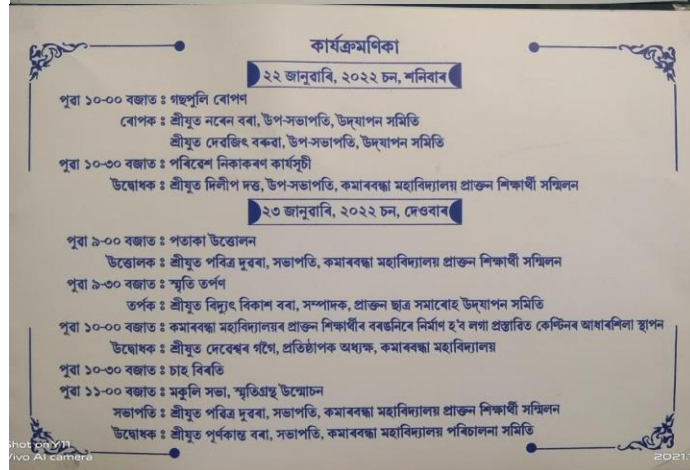 কাৰ্যক্ৰমণিকা
২২ জানুৱাৰি, ২০২২ চন, শনিবাৰ
পুৱা ১০-০০ বজাত ঃ গছপুলি ৰোপণ
ৰোপক ঃ শ্ৰীযুত নৰেন বৰা, উপ-সভাপতি, উদ্‌যাপন সমিতি
শ্ৰীযুত দেৱজিৎ বৰুৱা, উপ-সভাপতি, উদ্‌যাপন সমিতি
পুৱা ১০-৩০ বজাত ঃ পৰিৱেশ নিকাকৰণ কাৰ্যসূচী
উদ্বোধক ঃ শ্ৰীযুত দিলীপ দত্ত, উপ-সভাপতি, কমাৰবন্ধা মহাবিদ্যালয় প্ৰাক্তন শিক্ষাৰ্থী সন্মিলন
২৩ জানুৱাৰি, ২০২২ চন, দেওবাৰ
পুৱা ৯-০০ বজাত ঃ পতাকা উত্তোলন
উত্তোলক ঃ শ্ৰীযুত পবিত্ৰ দুৱৰা, সভাপতি, কমাৰবন্ধা মহাবিদ্যালয় প্ৰাক্তন শিক্ষাৰ্থী সন্মিলন
পুৱা ৯-৩০ বজাত ঃ স্মৃতি তৰ্পণ
তৰ্পক ঃ শ্ৰীযুত বিদ্যুৎ বিকাশ বৰা, সম্পাদক, প্ৰাক্তন ছাত্ৰ সমাৰোহ উদ্‌যাপন সমিতি
পুৱা ১০-০০ বজাত ঃ কমাৰবন্ধা মহাবিদ্যালয়ৰ প্ৰাক্তন শিক্ষাৰ্থীৰ বৰঙনিৰে নিৰ্মাণ হ'ব লগা প্ৰস্তাৱিত কেণ্টিনৰ আধাৰশিলা স্থাপন
উদ্বোধক ঃ শ্ৰীযুত দেৱেশ্বৰ গগৈ, প্ৰতিষ্ঠাপক অধ্যক্ষ, কমাৰবন্ধা মহাবিদ্যালয়
পুৱা ১০-৩০ বজাত ঃ চাহ বিৰতি
পুৱা ১১-০০ বজাত ঃ মকলি সভা, স্মৃতিগ্ৰন্থ উন্মোচন
সভাপতি ঃ শ্ৰীযুত পবিত্ৰ দুৱৰা, সভাপতি, কমাৰবন্ধা মহাবিদ্যালয় প্ৰাক্তন শিক্ষাৰ্থী সন্মিলন
উদ্বোধক ঃ শ্ৰীযুত পূৰ্ণকান্ত বৰা, সভাপতি, কমাৰবন্ধা মহাবিদ্যালয় পৰিচালনা সমিতি
Shot on Y11
Vivo AI camera
2021.